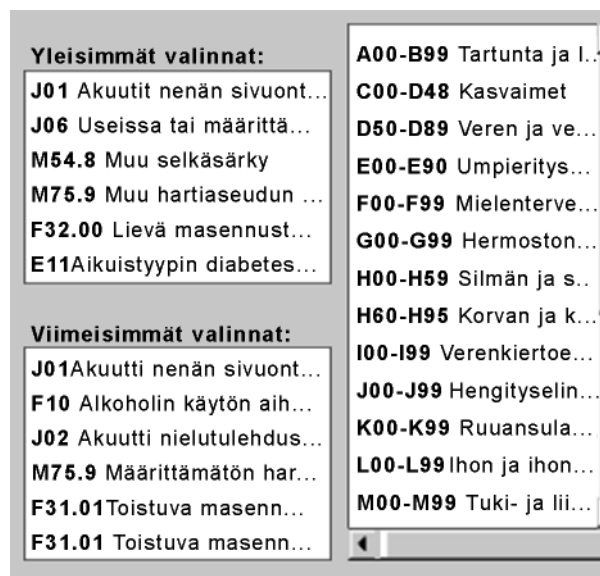 Yleisimmät valinnat:
J01 Akuutit nenän sivuont...
J06 Useissa tai määrittä...
M54.8 Muu selkäsärky
M75.9 Muu hartiaseudun ...
F32.00 Lievä masennust...
E11Aikuistyypin diabetes...
Viimeisimmät valinnat:
J01Akuutti nenän sivuont...
F10 Alkoholin käytön aih...
J02 Akuutti nielutulehdus...
M75.9 Määrittämätön har...
F31.01Toistuva masenn...
F31.01 Toistuva masenn...
A00-B99 Tartunta ja l..
C00-D48 Kasvaimet
D50-D89 Veren ja ve...
E00-E90 Umpieritys...
F00-F99 Mielenterve...
G00-G99 Hermoston...
H00-H59 Silmän ja s..
H60-H95 Korvan ja k...
I00-I99 Verenkiertoe...
J00-J99 Hengityselin...
K00-K99 Ruuansula...
L00-L99 Ihon ja ihon...
M00-M99 Tuki- ja lii...